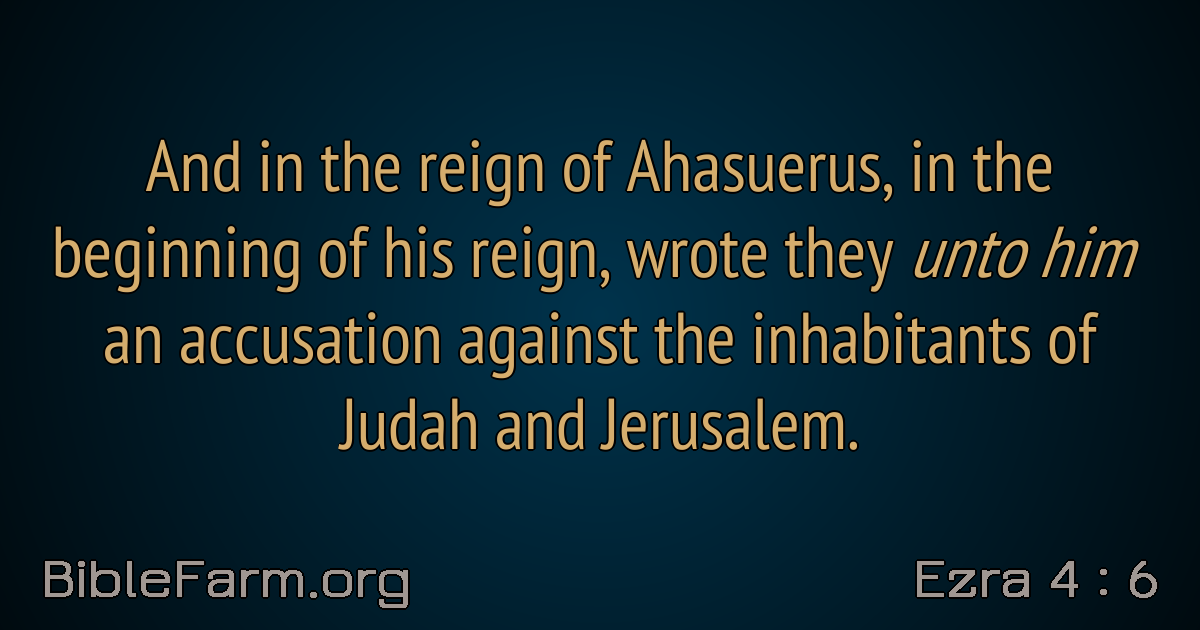 And in the reign of Ahasuerus, in the
beginning of his reign, wrote they unto him
an accusation against the inhabitants of
Judah and Jerusalem.
BibleFarm.org
Ezra 4 : 6